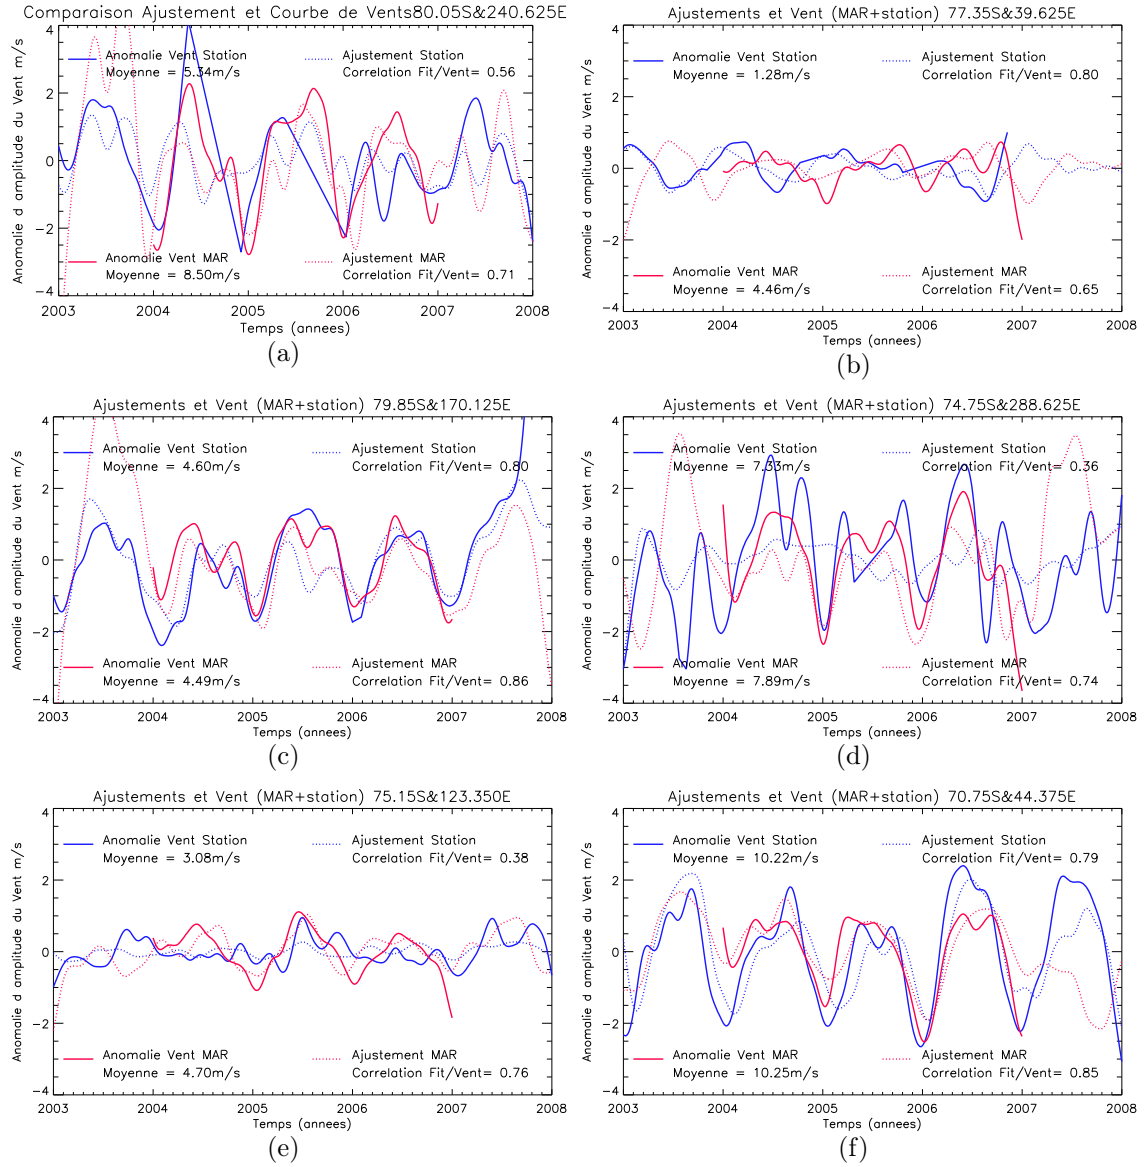 Comparaison Ajustement et Courbe de Vents80.05S&240.625E
Anomalie d amplitude du Vent m/s
4
2
0
-2
-4
Anomalie Vent Station
Moyenne = 5.34m/s
Ajustement Station
Correlation Fit/Vent= 0.56
Anomalie Vent MAR
Moyenne = 8.50m/s
Ajustement MAR
Correlation Fit/Vent= 0.71
2003 2004 2005 2006 2007 2008
Temps (annees)
(a)
Ajustements et Vent (MAR+station) 77.35S&39.625E
Anomalie d amplitude du Vent m/s
4
2
0
-2
-4
Anomalie Vent Station
Moyenne = 1.28m/s
Ajustement Station
Correlation Fit/Vent= 0.80
Anomalie Vent MAR
Moyenne = 4.46m/s
Ajustement MAR
Correlation Fit/Vent= 0.65
2003 2004 2005 2006 2007 2008
Temps (annees)
(b)
Ajustements et Vent (MAR+station) 79.85S&170.125E
Anomalie d amplitude du Vent m/s
4
2
0
-2
-4
Anomalie Vent Station
Moyenne = 4.60m/s
Ajustement Station
Correlation Fit/Vent= 0.80
Anomalie Vent MAR
Moyenne = 4.49m/s
Ajustement MAR
Correlation Fit/Vent= 0.86
2003 2004 2005 2006 2007 2008
Temps (annees)
(c)
Ajustements et Vent (MAR+station) 74.75S&288.625E
Anomalie d amplitude du Vent m/s
4
2
0
-2
-4
Anomalie Vent Station
Moyenne = 7.33m/s
Ajustement Station
Correlation Fit/Vent= 0.36
Anomalie Vent MAR
Moyenne = 7.89m/s
Ajustement MAR
Correlation Fit/Vent= 0.74
2003 2004 2005 2006 2007 2008
Temps (annees)
(d)
Ajustements et Vent (MAR+station) 75.15S&123.350E
Anomalie d amplitude du Vent m/s
4
2
0
-2
-4
Anomalie Vent Station
Moyenne = 3.08m/s
Ajustement Station
Correlation Fit/Vent= 0.38
Anomalie Vent MAR
Moyenne = 4.70m/s
Ajustement MAR
Correlation Fit/Vent= 0.76
2003 2004 2005 2006 2007 2008
Temps (annees)
(e)
Ajustements et Vent (MAR+station) 70.75S&44.375E
Anomalie d amplitude du Vent m/s
4
2
0
-2
-4
Anomalie Vent Station
Moyenne = 10.22m/s
Ajustement Station
Correlation Fit/Vent= 0.79
Anomalie Vent MAR
Moyenne = 10.25m/s
Ajustement MAR
Correlation Fit/Vent= 0.85
2003 2004 2005 2006 2007 2008
Temps (annees)
(f)